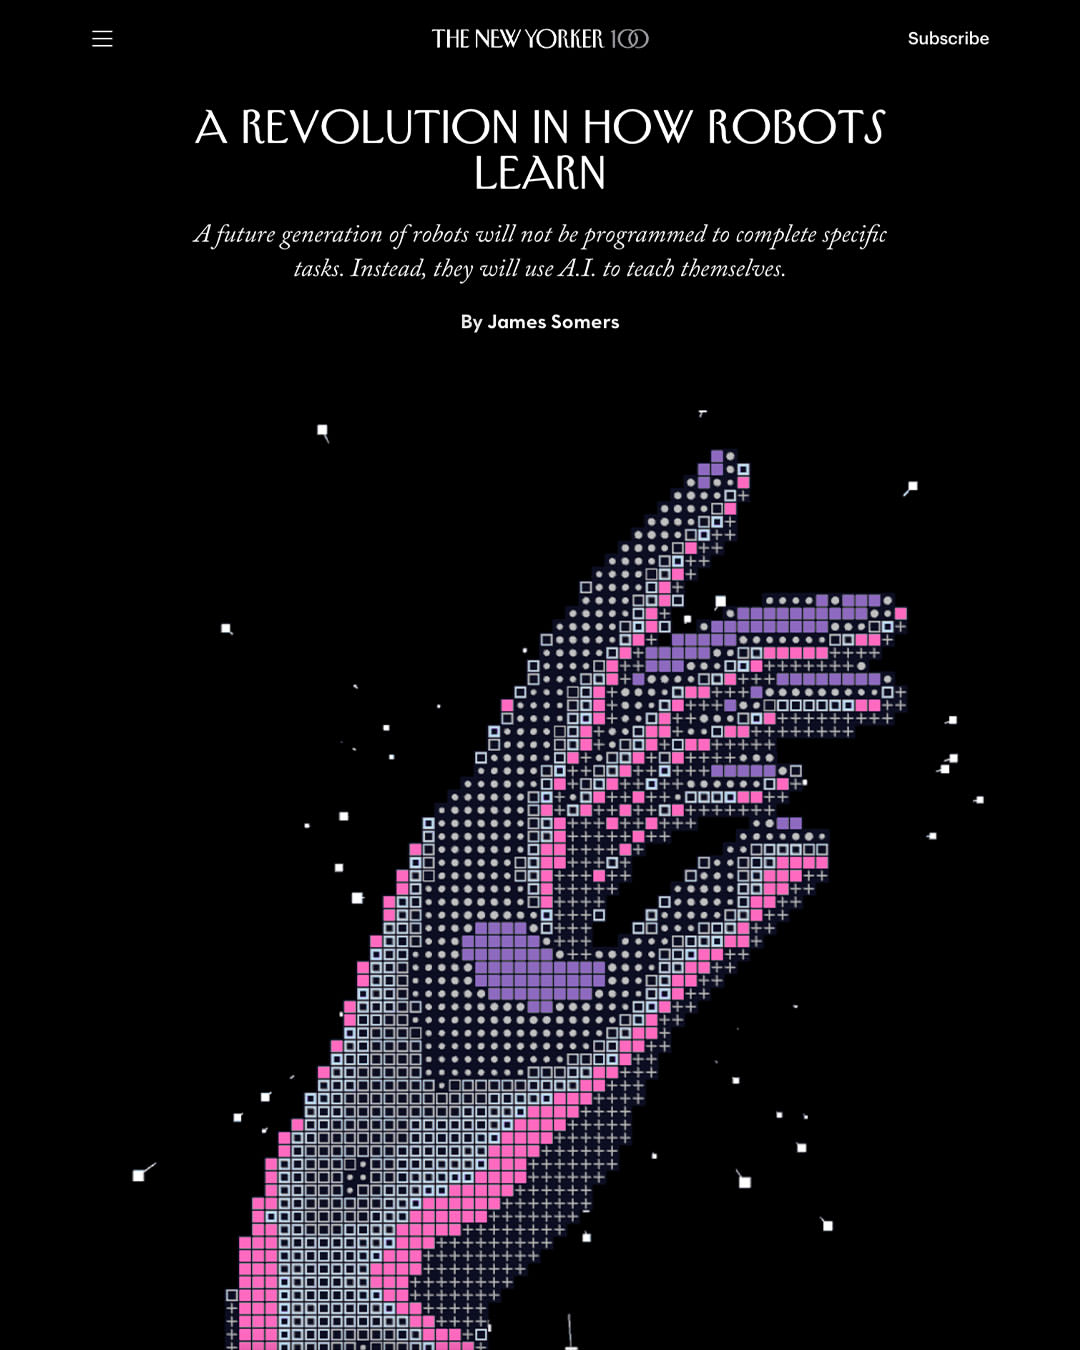 THE NEW YORKER 100
Subscribe
A REVOLUTION IN HOW ROBOTS
LEARN
A future generation of robots will not be programmed to complete specific
tasks. Instead, they will use A.I. to teach themselves.
By James Somers